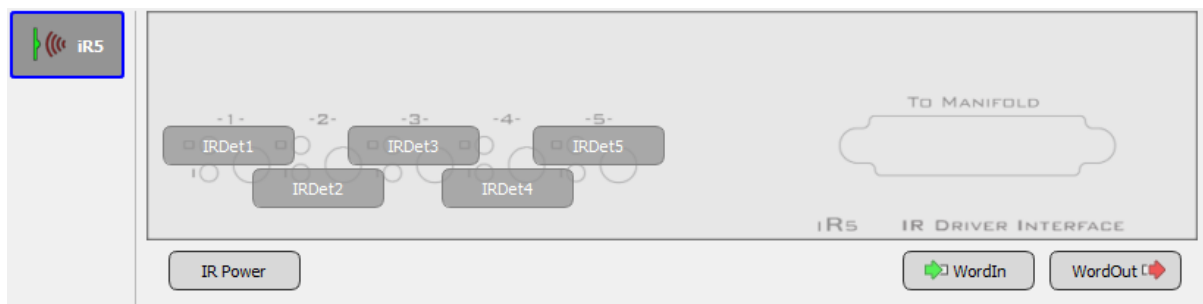 iR5
To Manifold
-1- -2- -3- -4- -5-
IRDet1 IRDet3 IRDet5
IRDet2 IRDet4
iR5 IR Driver Interface
IR Power WordIn WordOut